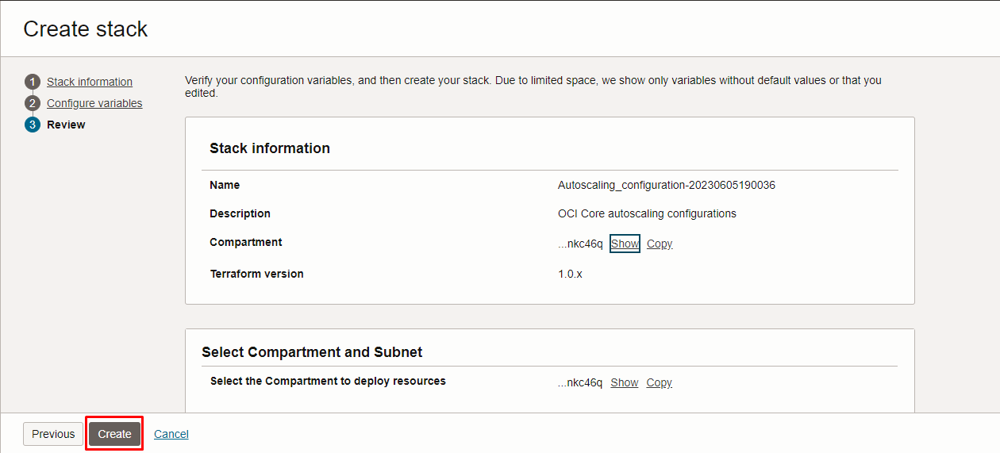 Create stack
1 Stack information
2 Configure variables
3 Review
Verify your configuration variables, and then create your stack. Due to limited space, we show only variables without default values or that you
edited.
Stack information
Name Autoscaling_configuration-20230605190036
Description OCI Core autoscaling configurations
Compartment ...nkc46q Show Copy
Terraform version 1.0.x
Select Compartment and Subnet
Select the Compartment to deploy resources ...nkc46q Show Copy
Previous Create Cancel